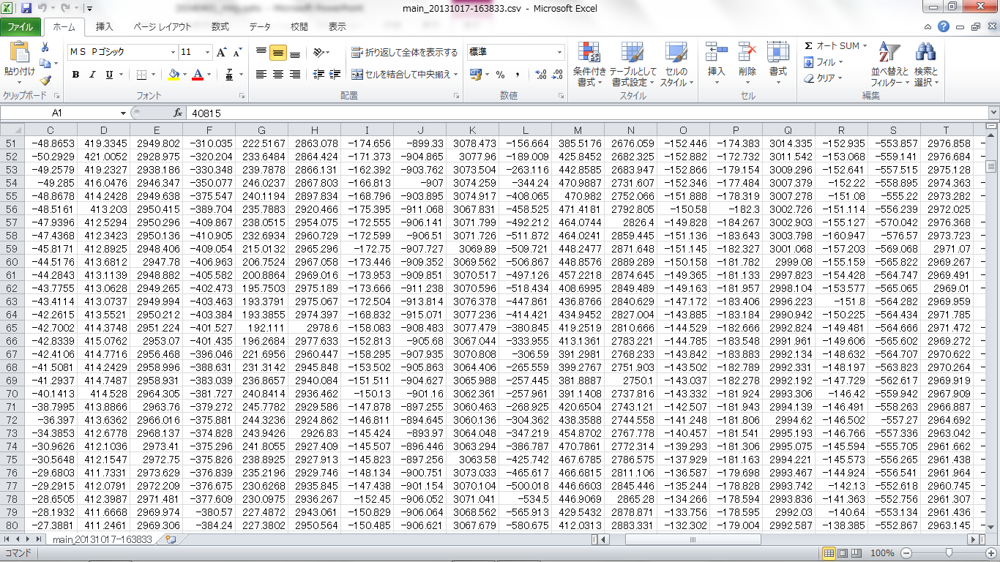 main_20131017-163833.csv - Microsoft Excel
ファイル ホーム 挿入 ページ レイアウト 数式 データ 校閲 表示
貼り付け
ＭＳ Ｐゴシック 11
B I U
折り返して全体を表示する
セルを結合して中央揃え
標準
% ,
条件付き書式 テーブルとして書式設定 セルのスタイル
挿入 削除 書式
Σ オート SUM
フィル
クリア
並べ替えとフィルター 検索と選択
クリップボード フォント 配置 数値 スタイル セル 編集
A1 fx 40815
C D E F G H I J K L M N O P Q R S T
51 -48.8653 419.3345 2949.802 -310.035 222.5167 2863.078 -174.656 -899.33 3078.473 -156.664 385.5176 2676.059 -152.446 -174.383 3014.335 -152.935 -553.857 2976.858
52 -50.2929 421.0052 2928.975 -320.204 233.6484 2864.424 -171.373 -904.865 3077.96 -189.009 425.8452 2682.325 -152.882 -172.732 3011.542 -153.068 -559.141 2976.684
53 -49.2579 419.2327 2938.186 -330.348 239.7878 2866.131 -162.392 -903.762 3073.504 -263.116 442.8585 2683.947 -152.866 -179.154 3009.296 -152.641 -557.515 2975.128
54 -49.285 416.0476 2946.347 -350.077 246.0237 2867.803 -166.813 -907 3074.259 -344.24 470.9887 2731.607 -152.346 -177.484 3007.379 -152.22 -558.895 2974.363
55 -48.8678 414.2428 2949.638 -375.547 240.1194 2897.834 -168.796 -903.895 3074.917 -408.065 470.982 2752.066 -151.888 -178.319 3007.278 -151.08 -555.22 2973.282
56 -48.5161 413.203 2950.415 -389.704 235.7883 2920.466 -175.395 -911.068 3067.831 -458.525 471.4181 2792.805 -150.58 -182.3 3002.726 -151.114 -556.239 2972.025
57 -47.9396 412.5294 2950.296 -409.867 238.0515 2954.075 -172.555 -906.141 3071.799 -492.212 464.0744 2826.4 -149.828 -184.267 3002.903 -155.127 -570.042 2976.368
58 -47.4368 412.3423 2950.136 -410.905 232.6934 2960.729 -172.599 -906.51 3071.726 -511.872 464.0241 2859.445 -151.136 -183.643 3003.798 -160.947 -576.57 2973.723
59 -45.8171 412.8925 2948.406 -409.054 215.0132 2965.296 -172.75 -907.727 3069.89 -509.721 448.2477 2871.648 -151.145 -182.327 3001.068 -157.203 -569.068 2971.07
60 -44.5176 413.6812 2947.78 -406.963 206.7524 2967.058 -173.446 -909.352 3069.562 -506.867 448.8576 2889.289 -150.158 -181.782 2999.08 -155.159 -565.822 2969.267
61 -44.2843 413.1139 2948.882 -405.582 200.8864 2969.016 -173.953 -909.851 3070.517 -497.126 457.2218 2874.645 -149.365 -181.133 2997.823 -154.428 -564.747 2969.491
62 -43.7755 413.0628 2949.265 -402.473 195.7503 2975.189 -173.666 -911.238 3070.596 -518.434 408.6995 2849.489 -149.163 -181.957 2998.104 -153.577 -565.065 2969.01
63 -43.4114 413.0737 2949.994 -403.463 193.3791 2975.067 -172.504 -913.814 3076.378 -447.861 436.8766 2840.629 -147.172 -183.406 2996.223 -151.8 -564.282 2969.959
64 -42.2615 413.5521 2950.212 -403.384 193.3855 2974.397 -168.832 -915.071 3077.236 -414.421 434.9452 2827.004 -143.885 -183.184 2990.942 -150.225 -564.434 2971.785
65 -42.7002 414.3748 2951.224 -401.527 192.111 2978.6 -158.083 -908.483 3077.479 -380.845 419.2519 2810.666 -144.529 -182.666 2992.824 -149.481 -564.666 2971.472
66 -42.8339 415.0762 2953.07 -401.435 196.2684 2977.633 -152.813 -905.68 3067.044 -333.955 413.1361 2783.221 -144.785 -183.548 2991.961 -149.606 -565.602 2969.272
67 -42.4106 414.7716 2956.468 -396.046 221.6956 2960.447 -158.295 -907.935 3070.808 -306.59 391.2981 2768.233 -143.842 -183.883 2992.134 -148.632 -564.707 2970.622
68 -41.5081 414.2429 2958.996 -388.631 231.3142 2945.848 -153.502 -905.863 3064.406 -265.559 399.2767 2751.903 -143.502 -182.789 2992.331 -148.197 -563.823 2970.264
69 -41.2937 414.7487 2958.931 -383.039 236.8657 2940.084 -151.511 -904.627 3065.988 -257.445 381.8887 2750.1 -143.037 -182.278 2992.192 -147.729 -562.617 2969.919
70 -40.1413 414.528 2964.305 -381.727 240.8414 2936.462 -150.13 -901.16 3062.361 -257.961 391.1408 2737.816 -143.332 -181.924 2993.306 -146.42 -559.942 2967.909
71 -38.7995 413.8866 2963.76 -379.272 245.7782 2929.586 -147.878 -897.255 3060.463 -268.925 420.6504 2743.121 -142.507 -181.943 2994.139 -146.491 -558.263 2966.887
72 -36.397 413.6362 2966.016 -375.881 244.3236 2924.862 -146.811 -894.645 3060.136 -304.362 438.3588 2744.558 -141.248 -181.806 2994.62 -146.502 -557.27 2964.692
73 -34.3853 412.6778 2968.137 -374.828 243.9426 2926.83 -145.424 -893.97 3064.048 -347.219 454.8702 2767.778 -140.457 -181.541 2995.193 -146.766 -557.336 2963.042
74 -30.9626 412.1036 2973.41 -375.296 241.8055 2927.409 -145.507 -896.446 3063.294 -386.787 470.7861 2772.314 -139.293 -181.306 2995.075 -145.594 -555.705 2961.662
75 -30.5648 412.1547 2972.75 -375.826 238.8925 2927.913 -145.823 -897.256 3063.58 -425.742 467.6785 2786.575 -137.929 -181.163 2994.221 -145.573 -556.265 2961.438
76 -29.6803 411.7331 2973.629 -376.839 235.2196 2929.746 -148.134 -900.751 3073.033 -465.617 466.6815 2811.106 -136.587 -179.698 2993.467 -144.924 -556.541 2961.964
77 -29.2915 412.0791 2972.209 -376.675 230.6268 2935.845 -147.438 -901.154 3070.104 -500.018 446.6603 2845.446 -135.244 -178.828 2993.742 -142.13 -552.618 2960.745
78 -28.6505 412.3987 2971.481 -377.609 230.0975 2936.267 -152.45 -906.052 3071.041 -534.5 446.9069 2865.28 -134.266 -178.594 2993.836 -141.363 -552.756 2961.307
79 -28.1932 411.6668 2969.974 -380.57 227.4872 2943.061 -150.829 -906.064 3068.562 -565.913 429.5432 2878.871 -133.756 -178.595 2992.03 -140.64 -553.134 2961.436
80 -27.3881 411.2461 2969.306 -384.24 227.3802 2950.564 -150.485 -906.621 3067.679 -580.675 412.0313 2883.331 -132.302 -179.004 2992.587 -138.385 -552.867 2963.145
main_20131017-163833
コマンド 100%